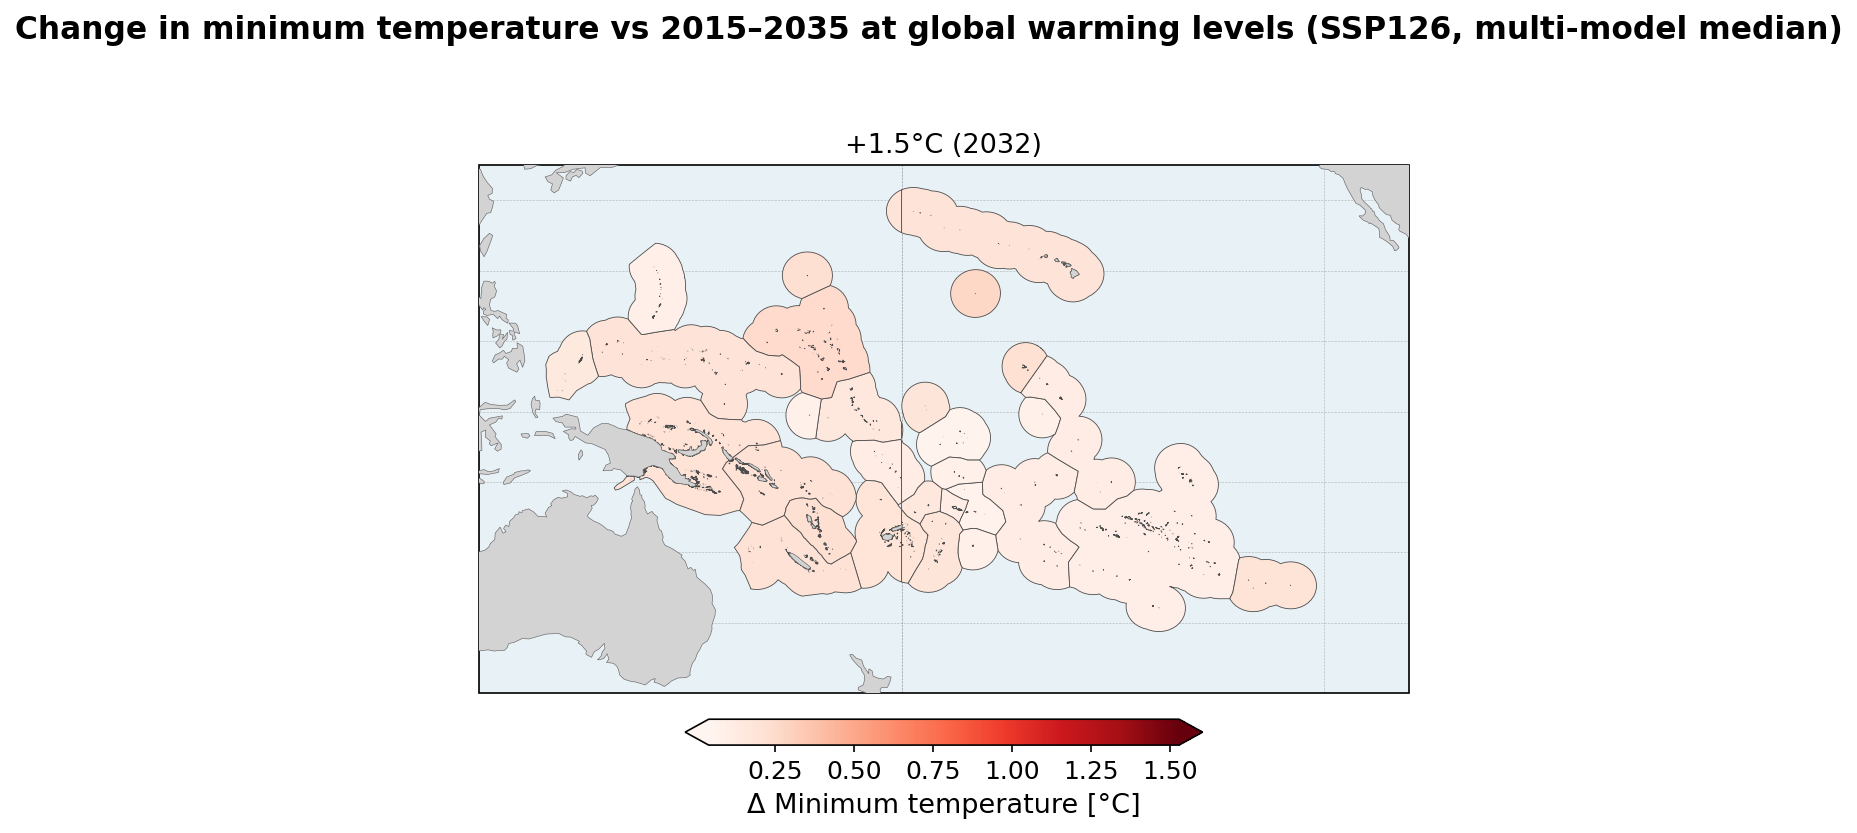 Change in minimum temperature vs 2015–2035 at global warming levels (SSP126, multi-model median)
+1.5°C (2032)
0.25 0.50 0.75 1.00 1.25 1.50
Δ Minimum temperature [°C]